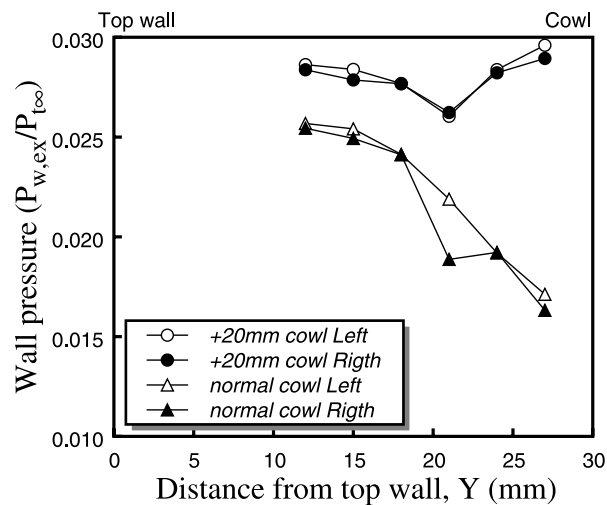 Top wall Cowl
0.030
0.025
0.020
0.015
0.010
Wall pressure (P_{w,ex}/P_{t∞})
+20mm cowl Left
+20mm cowl Rigth
normal cowl Left
normal cowl Rigth
0 5 10 15 20 25 30
Distance from top wall, Y (mm)